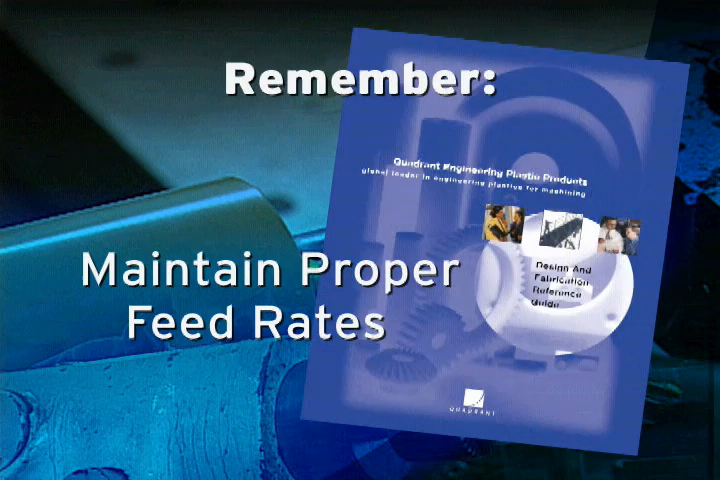 Remember:
Quadrant Engineering Plastic Products
global leader in engineering plastics for machining
Maintain Proper
Feed Rates
Design And
Fabrication
Reference
Guide
QUADRANT